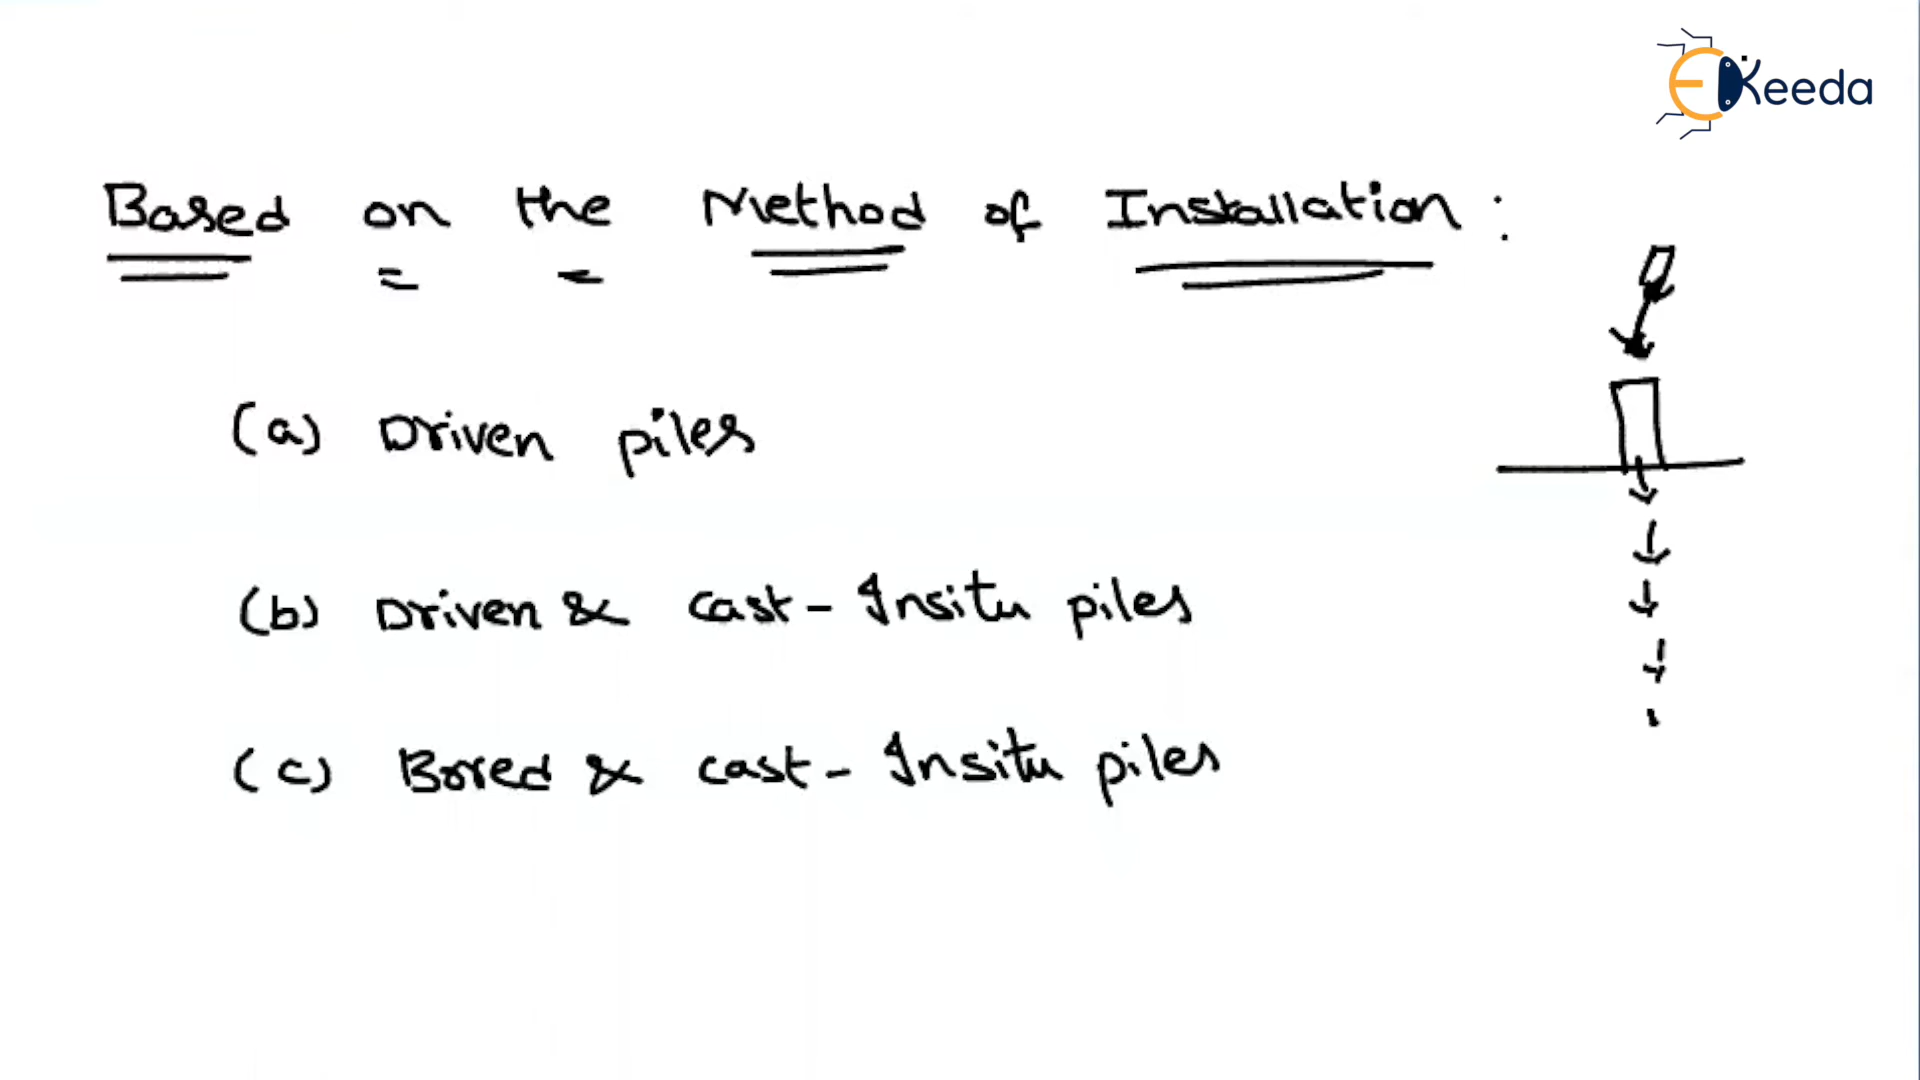 EKeeda
Based on the Method of Installation :
(a) Driven piles
(b) Driven & cast - Insitu piles
(c) Bored & cast - Insitu piles